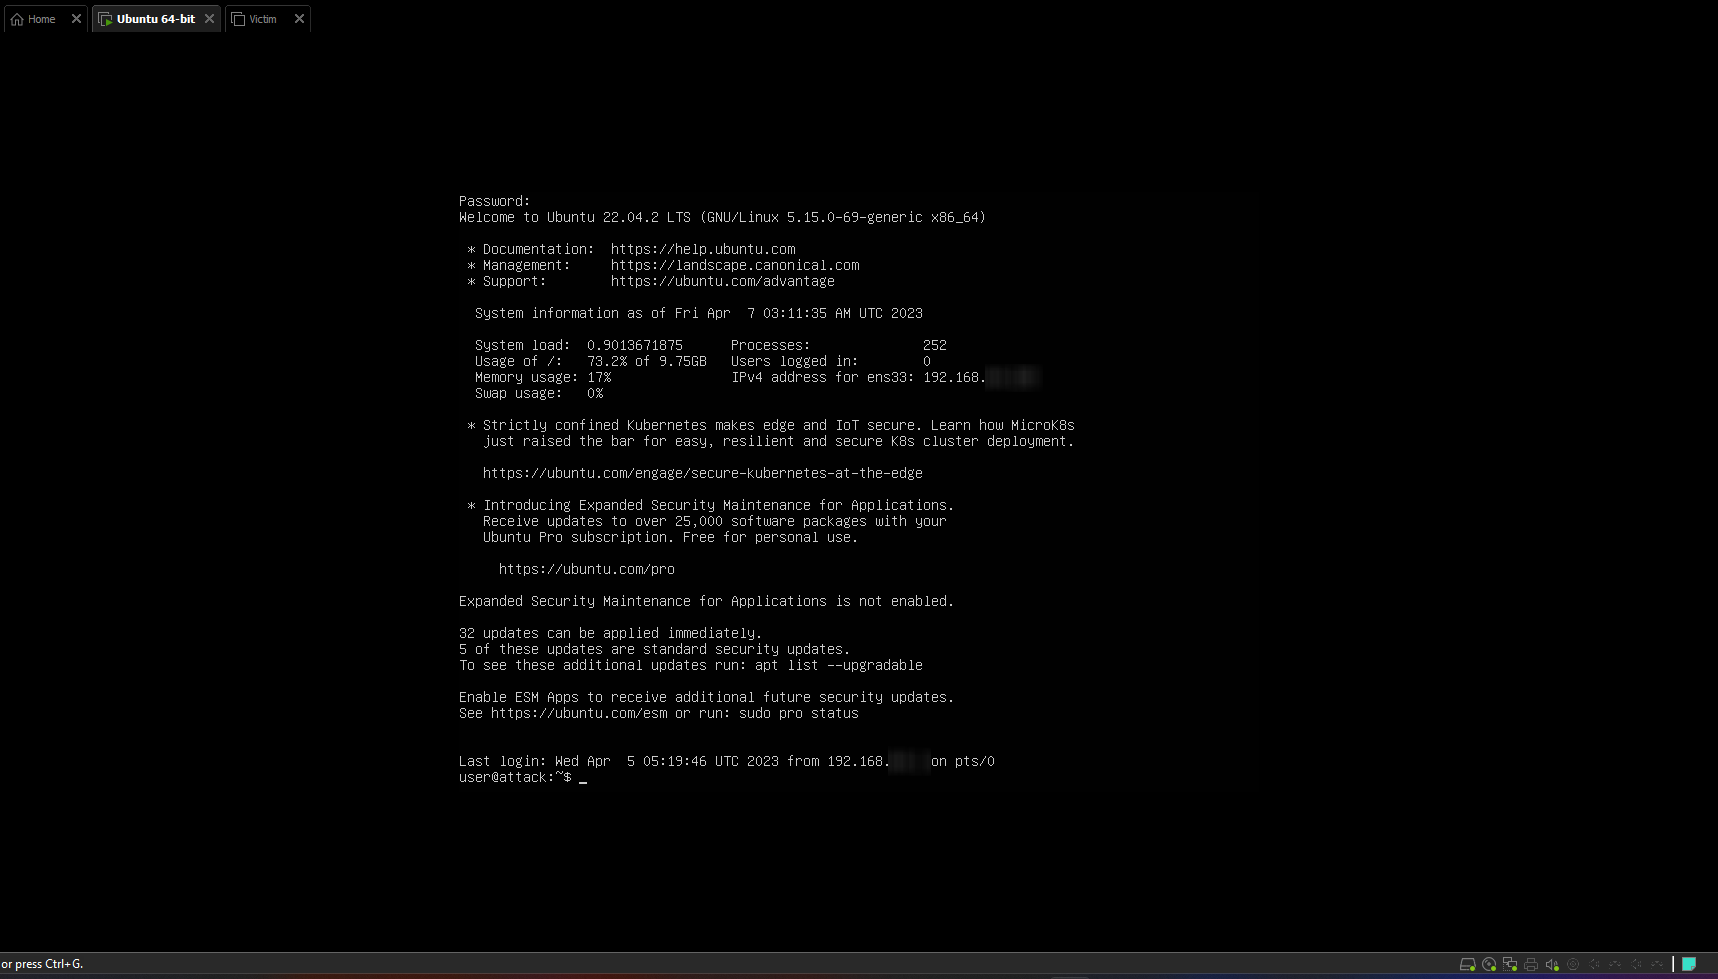 Home
Ubuntu 64-bit
Victim
Password:
Welcome to Ubuntu 22.04.2 LTS (GNU/Linux 5.15.0-69-generic x86_64)
* Documentation:  https://help.ubuntu.com
* Management:     https://landscape.canonical.com
* Support:        https://ubuntu.com/advantage
System information as of Fri Apr  7 03:11:35 AM UTC 2023
System load:  0.9013671875      Processes:              252
Usage of /:   73.2% of 9.75GB   Users logged in:        0
Memory usage: 17%               IPv4 address for ens33: 192.168.
Swap usage:   0%
* Strictly confined Kubernetes makes edge and IoT secure. Learn how MicroK8s
just raised the bar for easy, resilient and secure K8s cluster deployment.
https://ubuntu.com/engage/secure-kubernetes-at-the-edge
* Introducing Expanded Security Maintenance for Applications.
Receive updates to over 25,000 software packages with your
Ubuntu Pro subscription. Free for personal use.
https://ubuntu.com/pro
Expanded Security Maintenance for Applications is not enabled.
32 updates can be applied immediately.
5 of these updates are standard security updates.
To see these additional updates run: apt list --upgradable
Enable ESM Apps to receive additional future security updates.
See https://ubuntu.com/esm or run: sudo pro status
Last login: Wed Apr  5 05:19:46 UTC 2023 from 192.168. on pts/0
user@attack:~$ _
or press Ctrl+G.